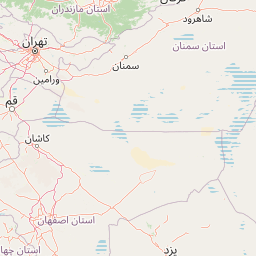 استان مازندران
شاهرود
تهران
استان سمنان
سمنان
ورامین
قم
کاشان
استان اصفهان
یزد